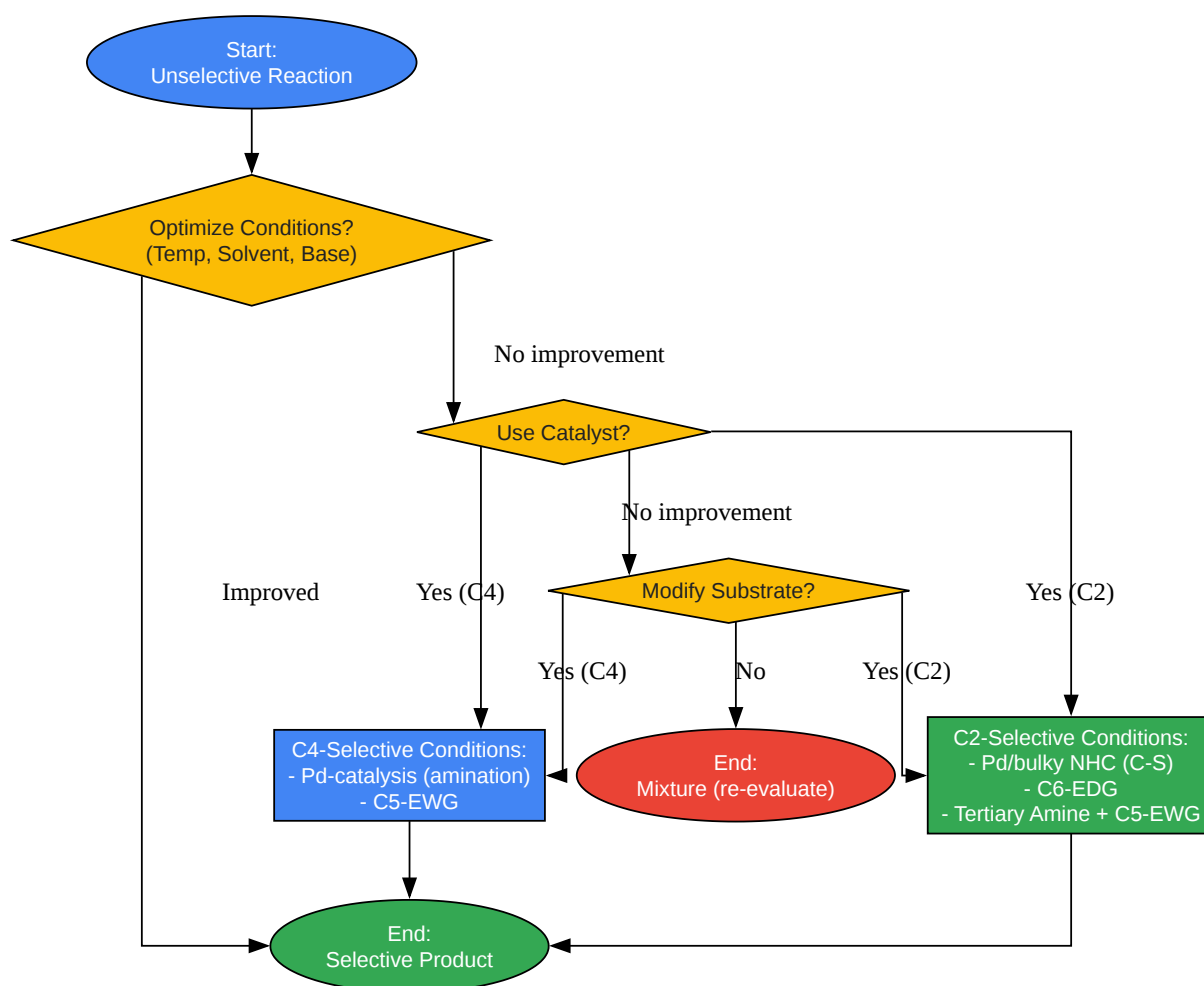 Start:
Unselective Reaction
Optimize Conditions?
(Temp, Solvent, Base)
No improvement
Use Catalyst?
No improvement
Improved
Yes (C4)
Modify Substrate?
Yes (C2)
Yes (C4)
No
Yes (C2)
C4-Selective Conditions:
- Pd-catalysis (amination)
- C5-EWG
End:
Mixture (re-evaluate)
C2-Selective Conditions:
- Pd/bulky NHC (C-S)
- C6-EDG
- Tertiary Amine + C5-EWG
End:
Selective Product